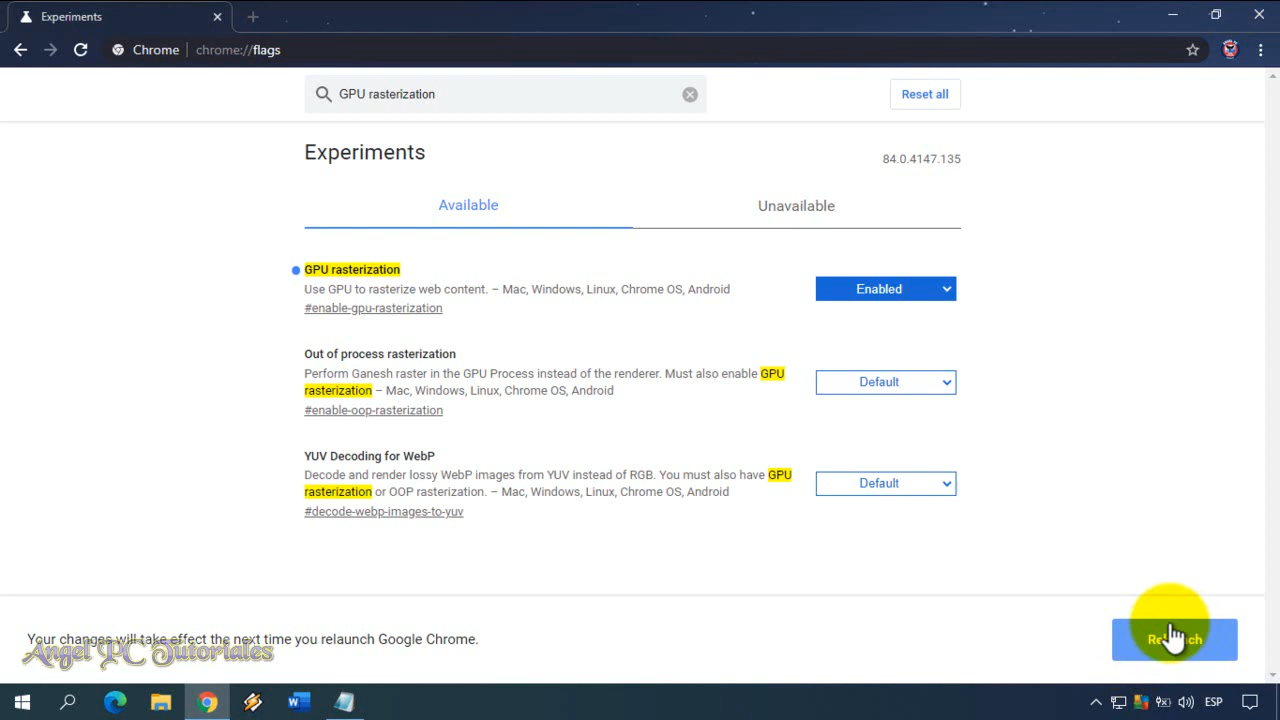 Experiments
Chrome
chrome://flags
GPU rasterization
Reset all
Experiments
84.0.4147.135
Available
Unavailable
GPU rasterization
Use GPU to rasterize web content. – Mac, Windows, Linux, Chrome OS, Android
#enable-gpu-rasterization
Enabled
Out of process rasterization
Perform Ganesh raster in the GPU Process instead of the renderer. Must also enable GPU
rasterization – Mac, Windows, Linux, Chrome OS, Android
#enable-oop-rasterization
Default
YUV Decoding for WebP
Decode and render lossy WebP images from YUV instead of RGB. You must also have GPU
rasterization or OOP rasterization. – Mac, Windows, Linux, Chrome OS, Android
#decode-webp-images-to-yuv
Default
Your changes will take effect the next time you relaunch Google Chrome.
Relaunch
Angel PC Tutoriales
ESP